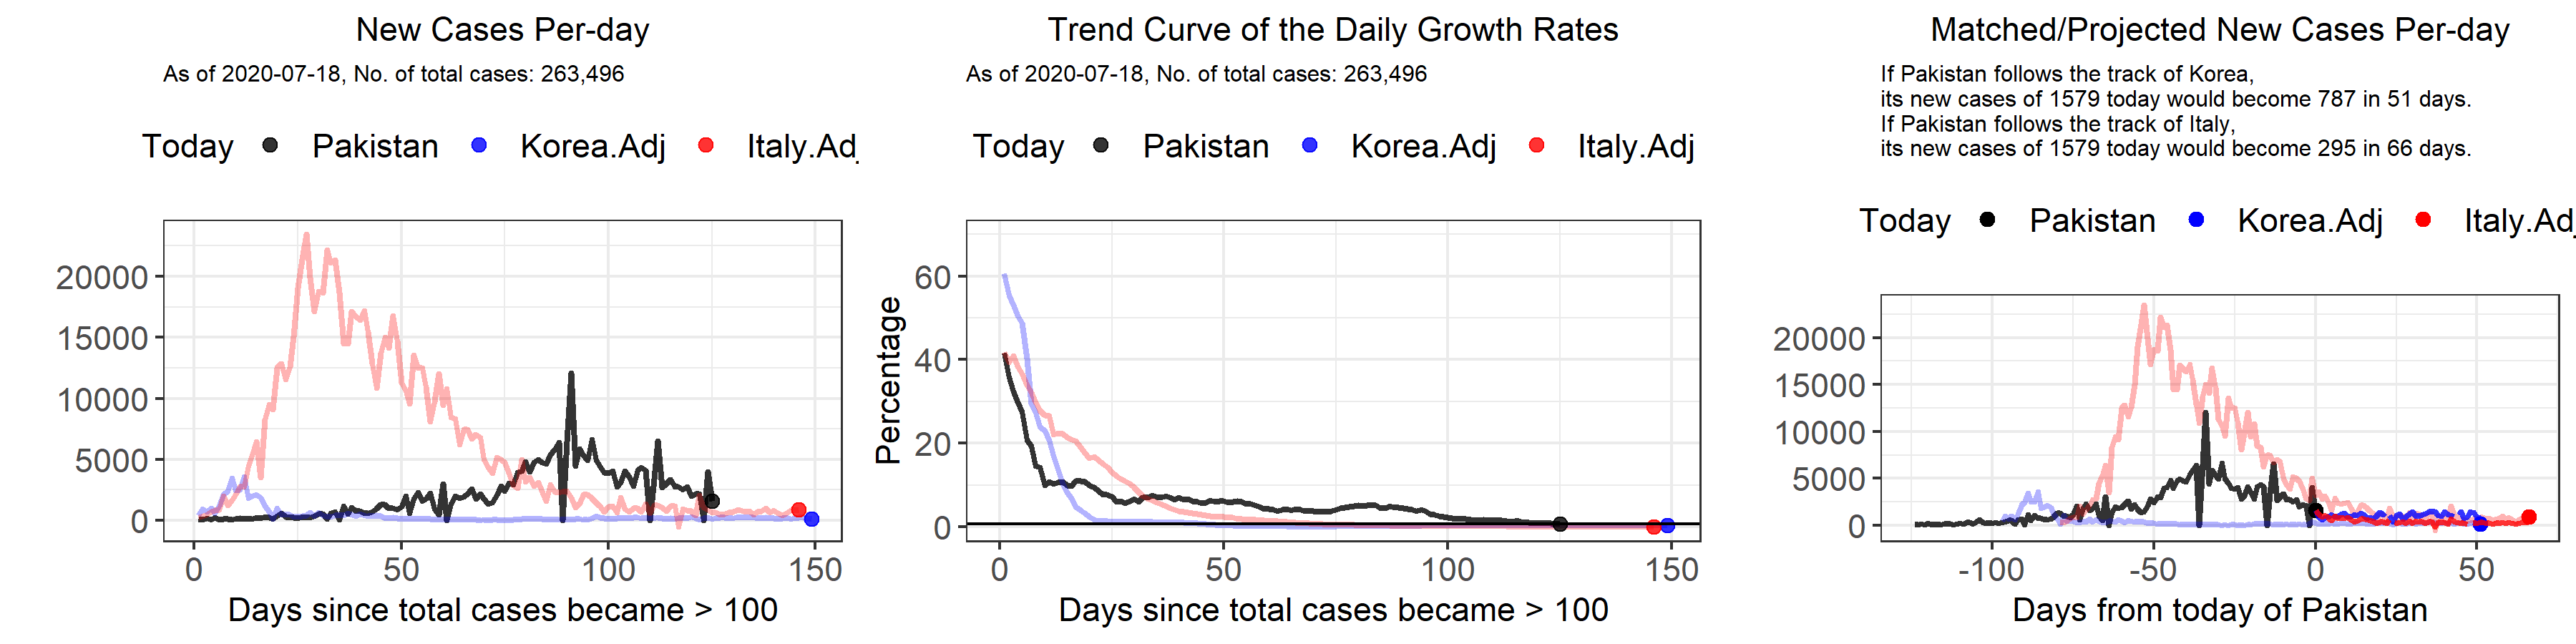 New Cases Per-day
As of 2020-07-18, No. of total cases: 263,496
Today Pakistan Korea.Adj Italy.Ad
20000
15000
10000
5000
0
0 50 100 150
Days since total cases became > 100
Trend Curve of the Daily Growth Rates
As of 2020-07-18, No. of total cases: 263,496
Today Pakistan Korea.Adj Italy.Adj
Percentage
60
40
20
0
0 50 100 150
Days since total cases became > 100
Matched/Projected New Cases Per-day
If Pakistan follows the track of Korea,
its new cases of 1579 today would become 787 in 51 days.
If Pakistan follows the track of Italy,
its new cases of 1579 today would become 295 in 66 days.
Today Pakistan Korea.Adj Italy.Adj
20000
15000
10000
5000
0
-100 -50 0 50
Days from today of Pakistan